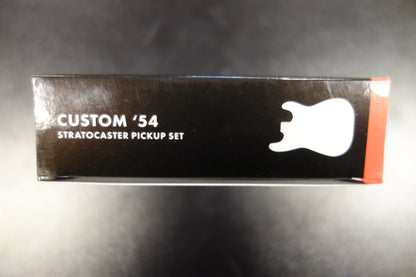 CUSTOM '54
STRATOCASTER PICKUP SET